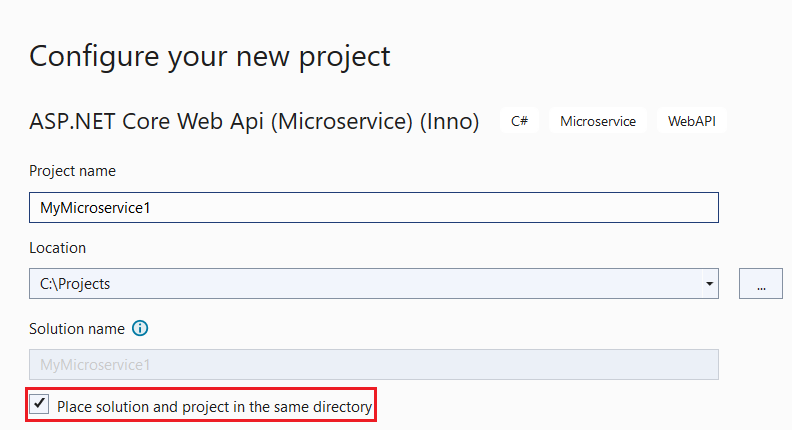 Configure your new project
ASP.NET Core Web Api (Microservice) (Inno) C# Microservice WebAPI
Project name
MyMicroservice1
Location
C:\Projects
...
Solution name
MyMicroservice1
Place solution and project in the same directory